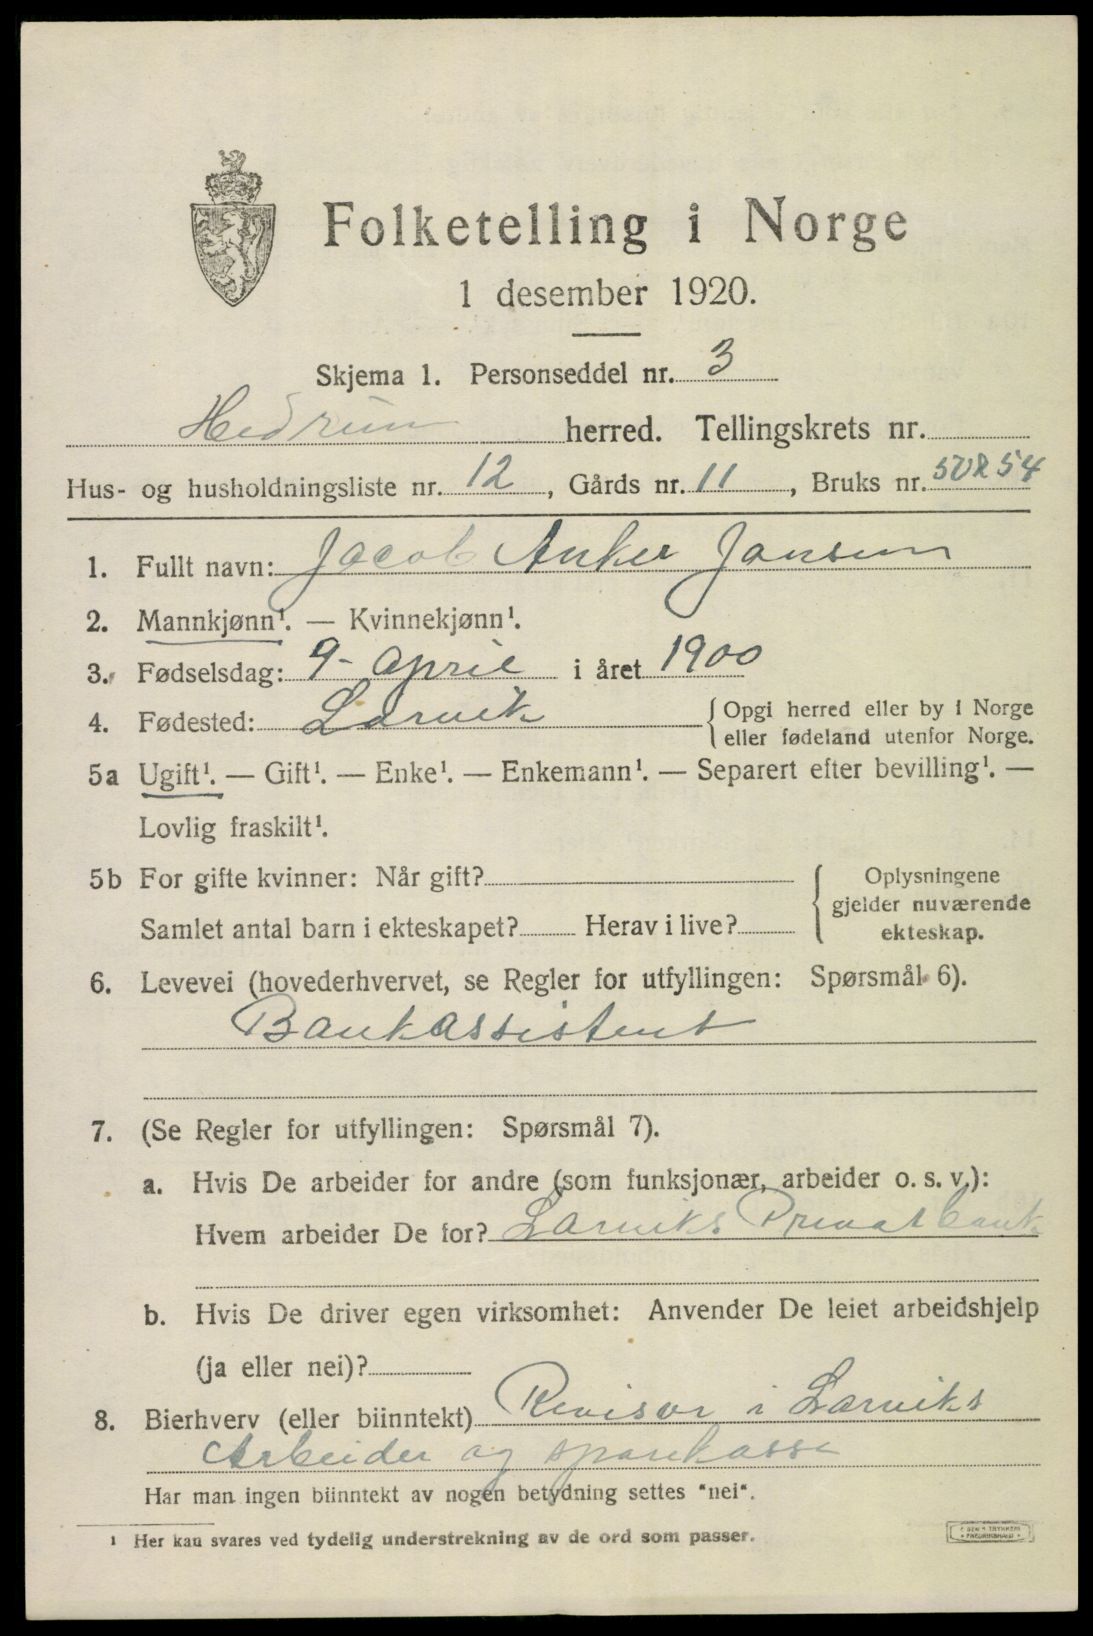 Folketelling i Norge
1 desember 1920.
Skjema 1. Personseddel nr. 3
Hedrum herred. Tellingskrets nr.
Hus- og husholdningsliste nr. 12, Gårds nr. 11, Bruks nr. 50 & 54
1. Fullt navn: Jacob Anker Jansen
2. Mannkjønn¹. — Kvinnekjønn¹.
3. Fødselsdag: 9- april i året 1900
4. Fødested: Larvik {Opgi herred eller by i Norge
eller fødeland utenfor Norge.
5a Ugift¹. — Gift¹. — Enke¹. — Enkemann¹. — Separert efter bevilling¹. —
Lovlig fraskilt¹.
5b For gifte kvinner: Når gift? { Oplysningene
gjelder nuværende
Samlet antal barn i ekteskapet? Herav i live? ekteskap.
6. Levevei (hovederhvervet, se Regler for utfyllingen: Spørsmål 6).
Bankassistent
7. (Se Regler for utfyllingen: Spørsmål 7).
a. Hvis De arbeider for andre (som funksjonær, arbeider o. s. v.):
Hvem arbeider De for? Larviks Privatbank
b. Hvis De driver egen virksomhet: Anvender De leiet arbeidshjelp
(ja eller nei)?
8. Bierhverv (eller biinntekt) Revisor i Larviks
Arbeider og sparekasse
Har man ingen biinntekt av nogen betydning settes "nei".
¹ Her kan svares ved tydelig understrekning av de ord som passer.